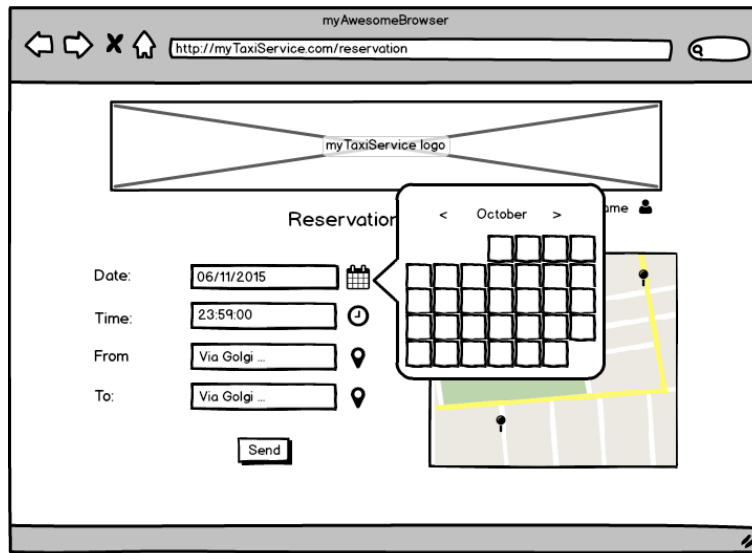 myAwesomeBrowser
http://myTaxiService.com/reservation
myTaxiService logo
Reservation
< October >
Date:
06/11/2015
Time:
23:59:00
From
Via Golgi ...
To:
Via Golgi ...
Send